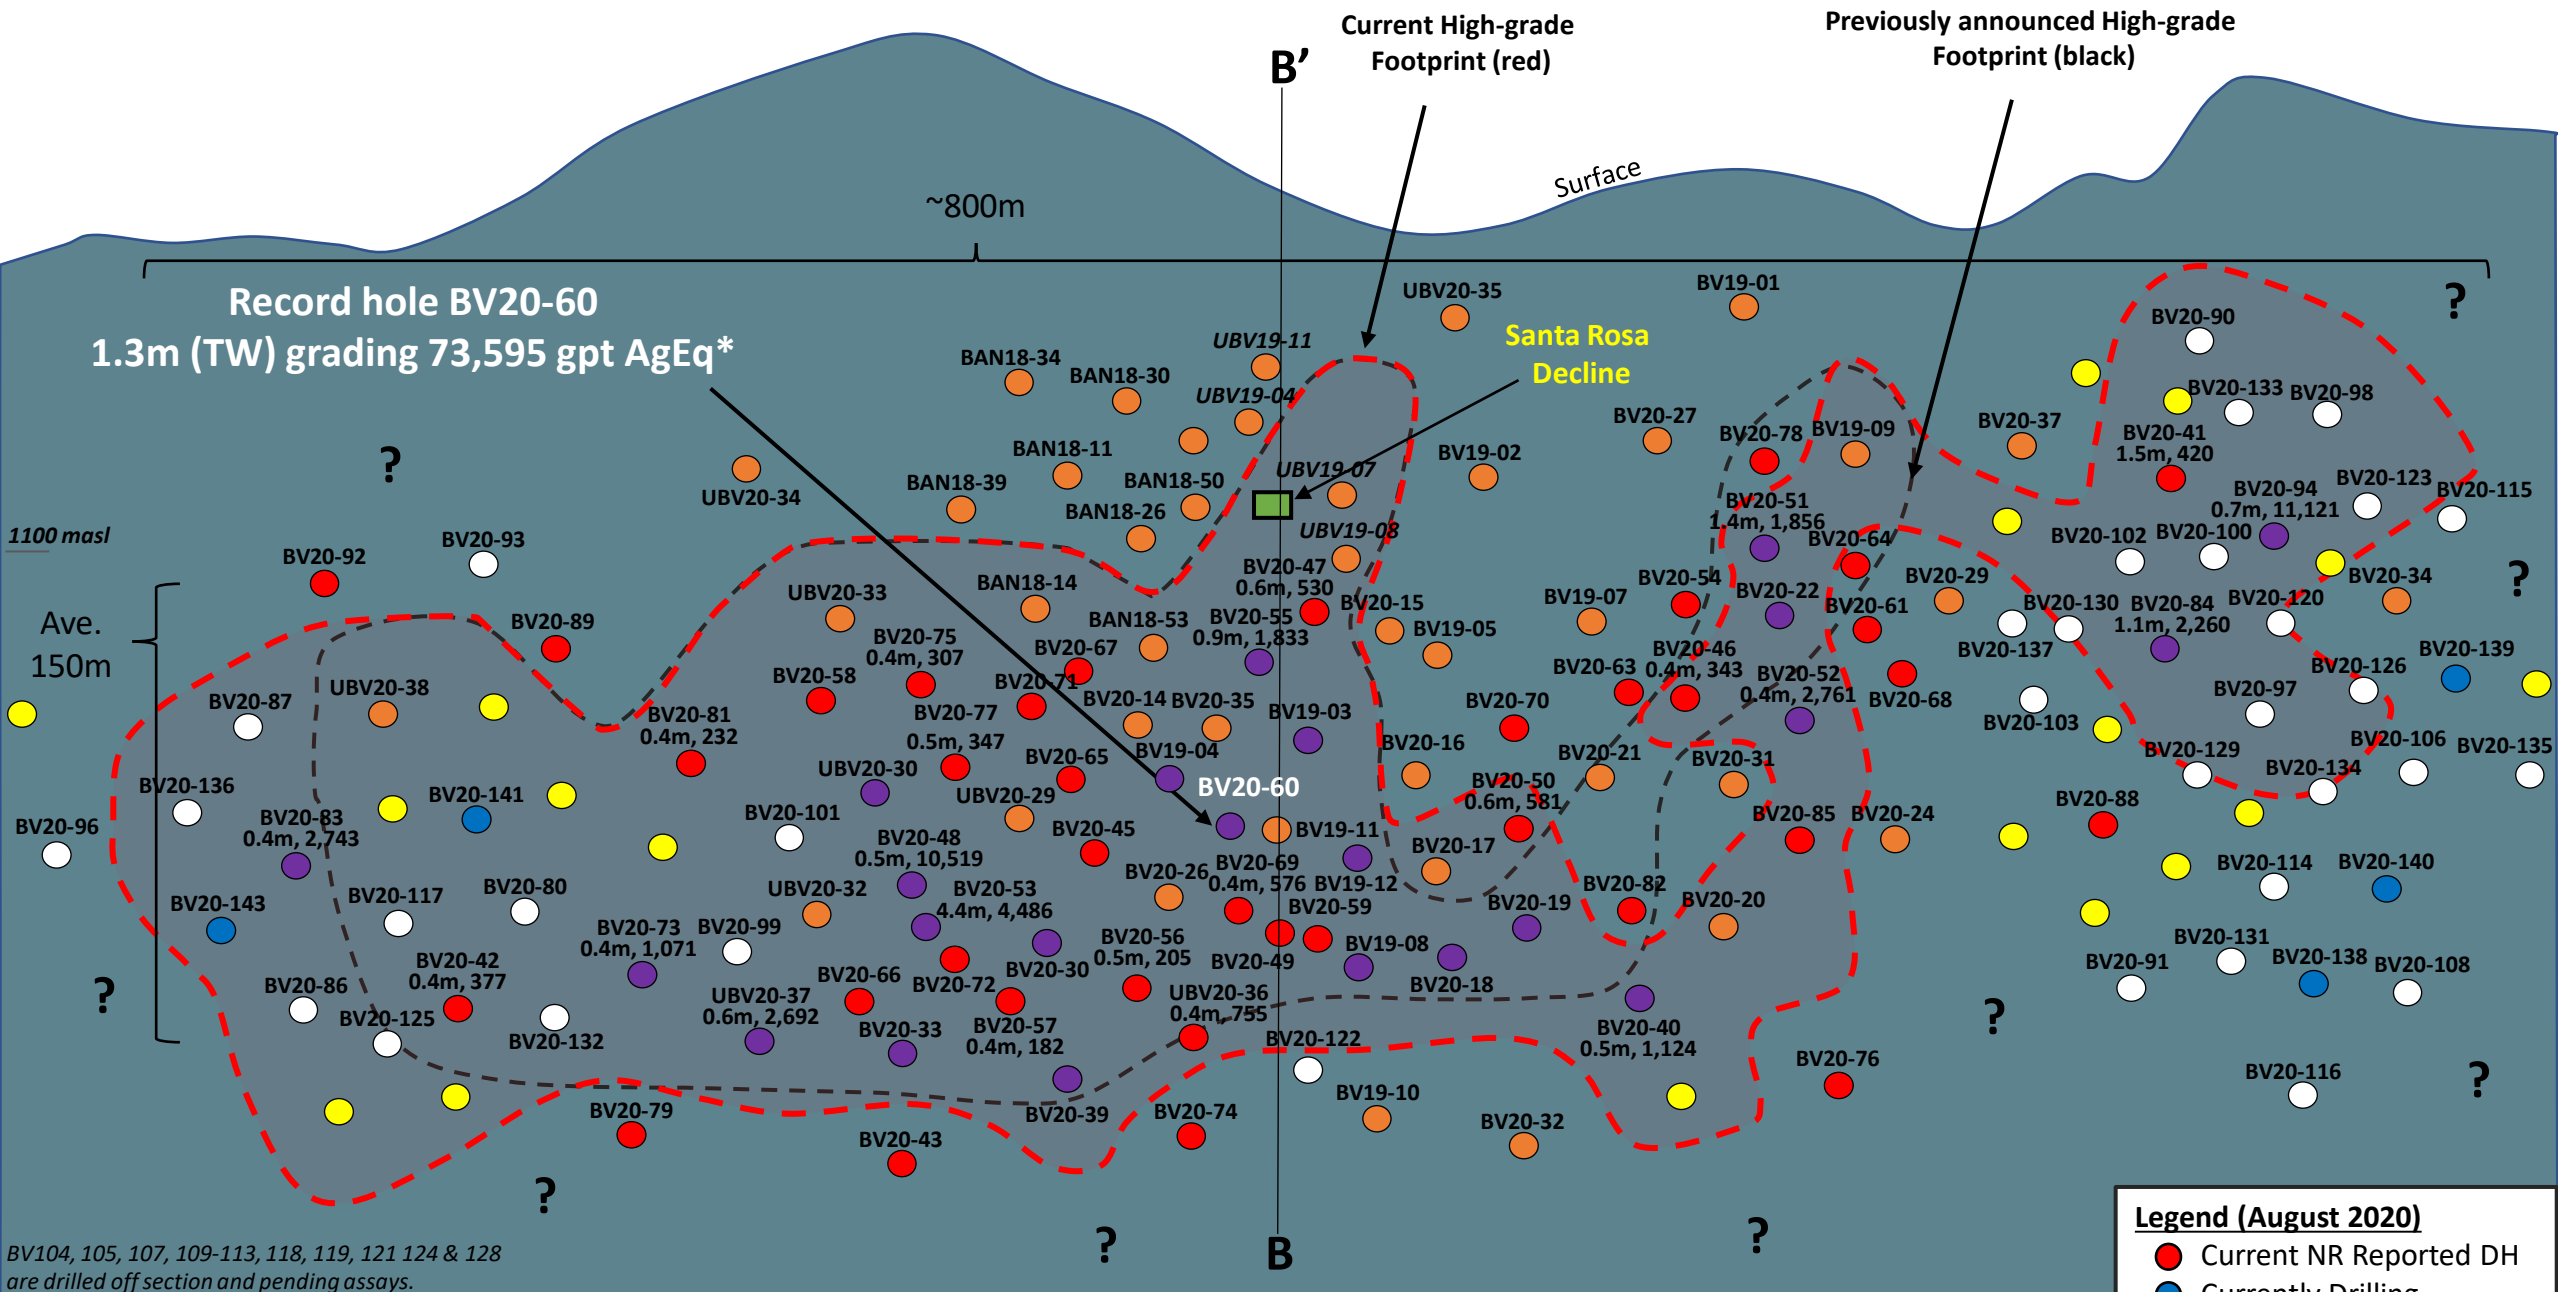 Current High-grade
Footprint (red)
Previously announced High-grade
Footprint (black)
B’
Surface
~800m
Record hole BV20-60
1.3m (TW) grading 73,595 gpt AgEq*
Santa Rosa
Decline
UBV20-35
BV19-01
?
BV20-90
UBV19-11
BAN18-34
BAN18-30
UBV19-04
BV20-133
BV20-98
BV20-27
BV20-37
BV20-78
BV19-09
BV20-41
1.5m, 420
?
BAN18-11
BV19-02
UBV19-07
BAN18-50
BAN18-39
UBV20-34
BAN18-26
BV20-123
BV20-115
BV20-94
0.7m, 11,121
BV20-51
1.4m, 1,856
1100 masl
BV20-93
BV20-92
UBV19-08
BV20-64
BV20-102
BV20-100
BV20-47
0.6m, 530
BAN18-14
UBV20-33
BV20-54
BV20-22
BV20-29
BV20-34
?
BV20-15
BV19-07
BV20-61
BV20-130
BV20-84
1.1m, 2,260
BV20-120
Ave.
150m
BV20-89
BAN18-53
BV20-55
0.9m, 1,833
BV19-05
BV20-75
0.4m, 307
BV20-67
BV20-46
0.4m, 343
BV20-137
BV20-139
BV20-63
BV20-52
0.4m, 2,761
BV20-68
BV20-126
BV20-58
BV20-71
UBV20-38
BV20-87
BV20-14
BV20-35
BV20-70
BV20-97
BV20-81
0.4m, 232
BV20-77
0.5m, 347
BV19-03
BV20-103
BV20-16
BV19-04
BV20-65
BV20-21
BV20-31
BV20-129
BV20-106
BV20-135
UBV20-30
BV20-134
BV20-136
BV20-141
BV20-60
BV20-50
0.6m, 581
UBV20-29
BV20-88
BV20-101
BV20-83
0.4m, 2,743
BV20-96
BV20-45
BV19-11
BV20-85
BV20-24
BV20-48
0.5m, 10,519
BV20-17
BV20-69
0.4m, 576
BV20-26
BV19-12
BV20-114
BV20-140
BV20-80
UBV20-32
BV20-53
4.4m, 4,486
BV20-82
BV20-117
BV20-143
BV20-59
BV20-19
BV20-20
BV20-73
0.4m, 1,071
BV20-99
BV20-56
0.5m, 205
BV19-08
BV20-131
BV20-42
0.4m, 377
BV20-49
BV20-91
BV20-138
BV20-108
BV20-66
BV20-72
BV20-30
BV20-18
?
BV20-86
UBV20-37
0.6m, 2,692
UBV20-36
0.4m, 755
?
BV20-125
BV20-132
BV20-33
BV20-57
0.4m, 182
BV20-122
BV20-40
0.5m, 1,124
BV20-76
BV20-116
?
BV20-79
BV20-39
BV20-74
BV19-10
BV20-32
BV20-43
?
?
?
B
BV104, 105, 107, 109-113, 118, 119, 121 124 & 128
are drilled off section and pending assays.
Legend (August 2020)
Current NR Reported DH
Currently Drilling